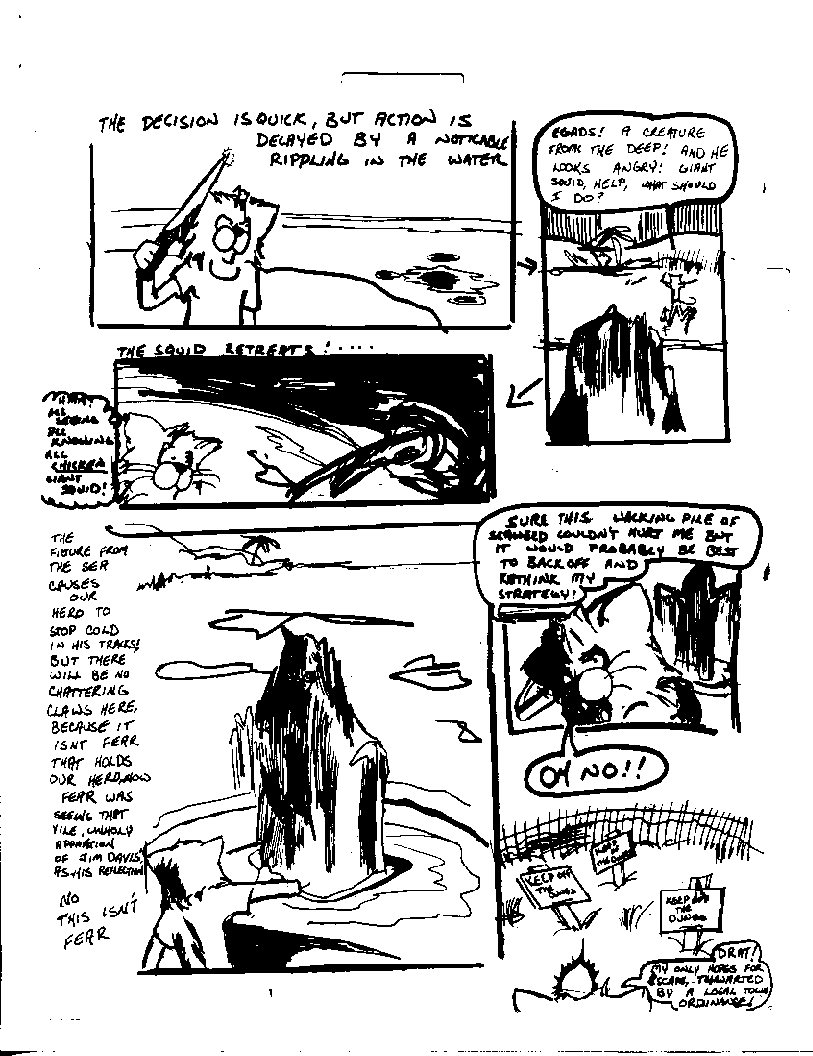 THE DECISION IS QUICK, BUT ACTION IS
DELAYED BY A NOTICABLE
RIPPLING IN THE WATER
EGADS! A CREATURE
FROM THE DEEP! AND HE
LOOKS ANGRY! GIANT
SQUID, HELP, WHAT SHOULD
I DO?
THE SQUID RETREATS!....
WHAT?
ALL
SEEING
ALL
KNOWING
ALL
CHICKEN
GIANT
SQUID!
THE
FIGURE FROM
THE SEA
CAUSES
OUR
HERO TO
STOP COLD
IN HIS TRACKS!
BUT THERE
WILL BE NO
CHATTERING
CLAWS HERE,
BECAUSE IT
ISNT FEAR
THAT HOLDS
OUR HERO, NOW
FEAR WAS
SEEING THAT
VILE, UNHOLY
APPARITION
OF JIM DAVIS'
AS HIS REFLECTION
NO
THIS ISN'T
FEAR
SURE THIS WALKING PILE OF
SEAWEED COULDN'T HURT ME BUT
IT WOULD PROBABLY BE BEST
TO BACK OFF AND
RETHINK MY
STRATEGY!
OH NO!!
KEEP OFF
THE DUNES
KEEP OFF
THE
DUNES
DRAT!
MY ONLY HOPES FOR
ESCAPE, THWARTED
BY A LOCAL TOWN
ORDINANCE!
1